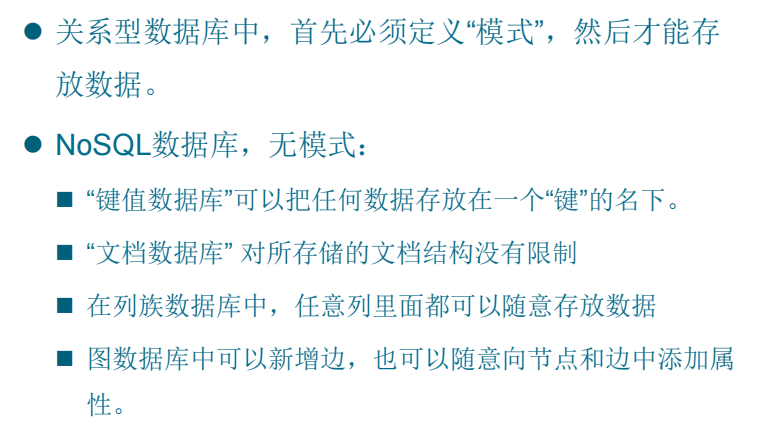 ● 关系型数据库中，首先必须定义“模式”，然后才能存
放数据。
● NoSQL数据库，无模式：
■ “键值数据库”可以把任何数据存放在一个“键”的名下。
■ “文档数据库” 对所存储的文档结构没有限制
■ 在列族数据库中，任意列里面都可以随意存放数据
■ 图数据库中可以新增边，也可以随意向节点和边中添加属
性。